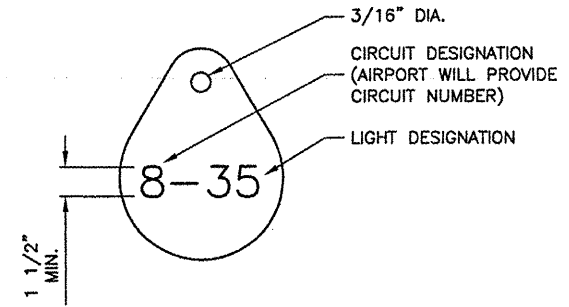 3/16" DIA.
CIRCUIT DESIGNATION
(AIRPORT WILL PROVIDE
CIRCUIT NUMBER)
LIGHT DESIGNATION
8-35
1 1/2"
MIN.